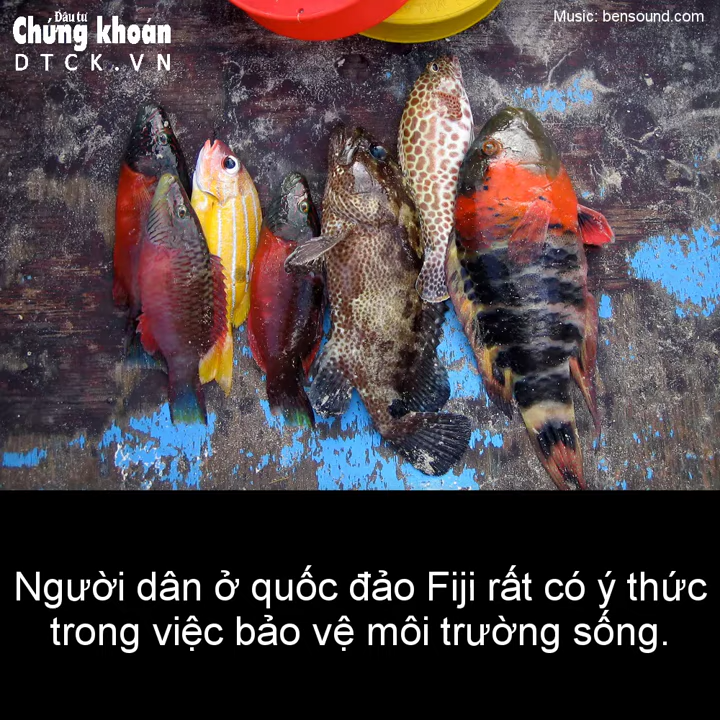 Đầu tư
Chứng khoán
DTCK.VN
Music: bensound.com
Người dân ở quốc đảo Fiji rất có ý thức
trong việc bảo vệ môi trường sống.